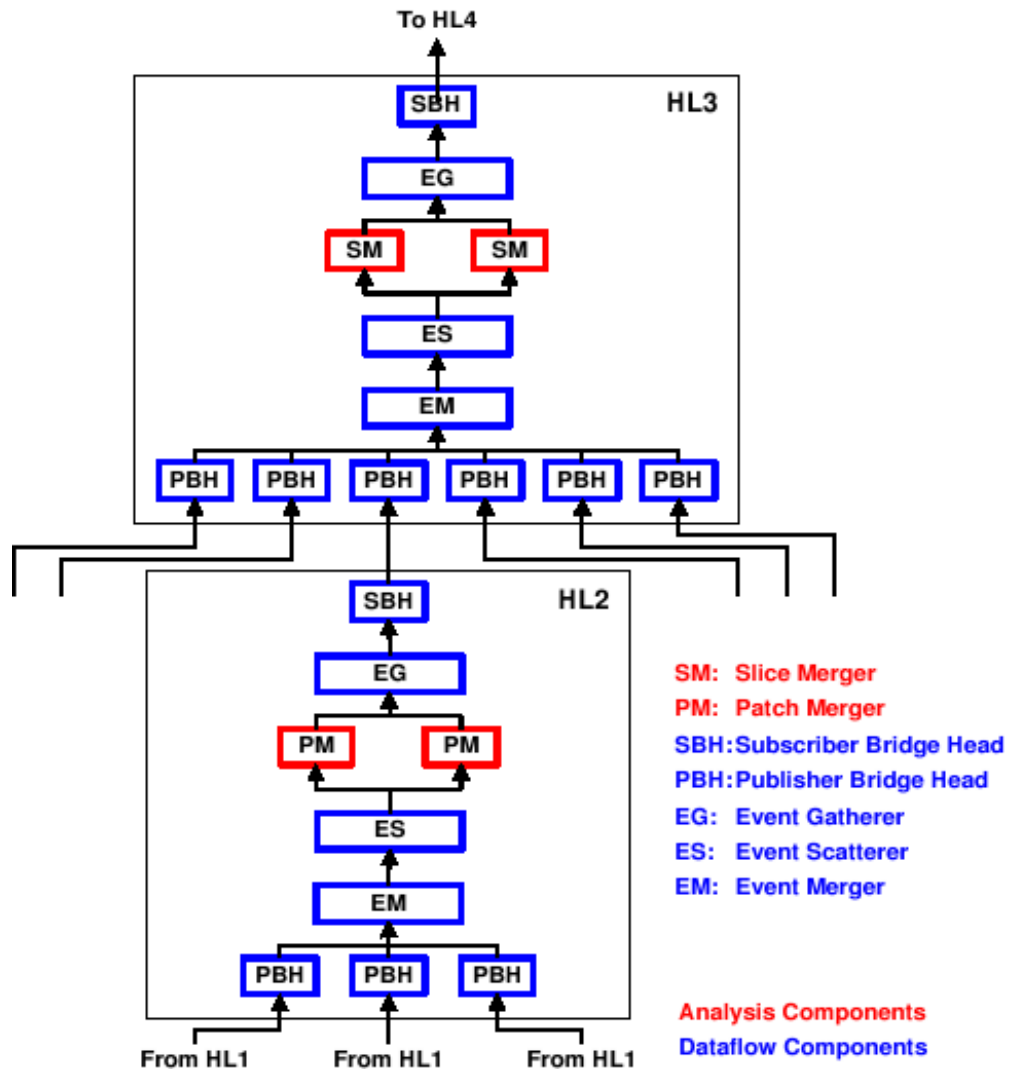 To HL4
HL3
SBH
EG
SM SM
ES
EM
PBH PBH PBH PBH PBH PBH
HL2
SBH
EG
PM PM
ES
EM
PBH PBH PBH
From HL1 From HL1 From HL1
SM: Slice Merger
PM: Patch Merger
SBH: Subscriber Bridge Head
PBH: Publisher Bridge Head
EG: Event Gatherer
ES: Event Scatterer
EM: Event Merger
Analysis Components
Dataflow Components